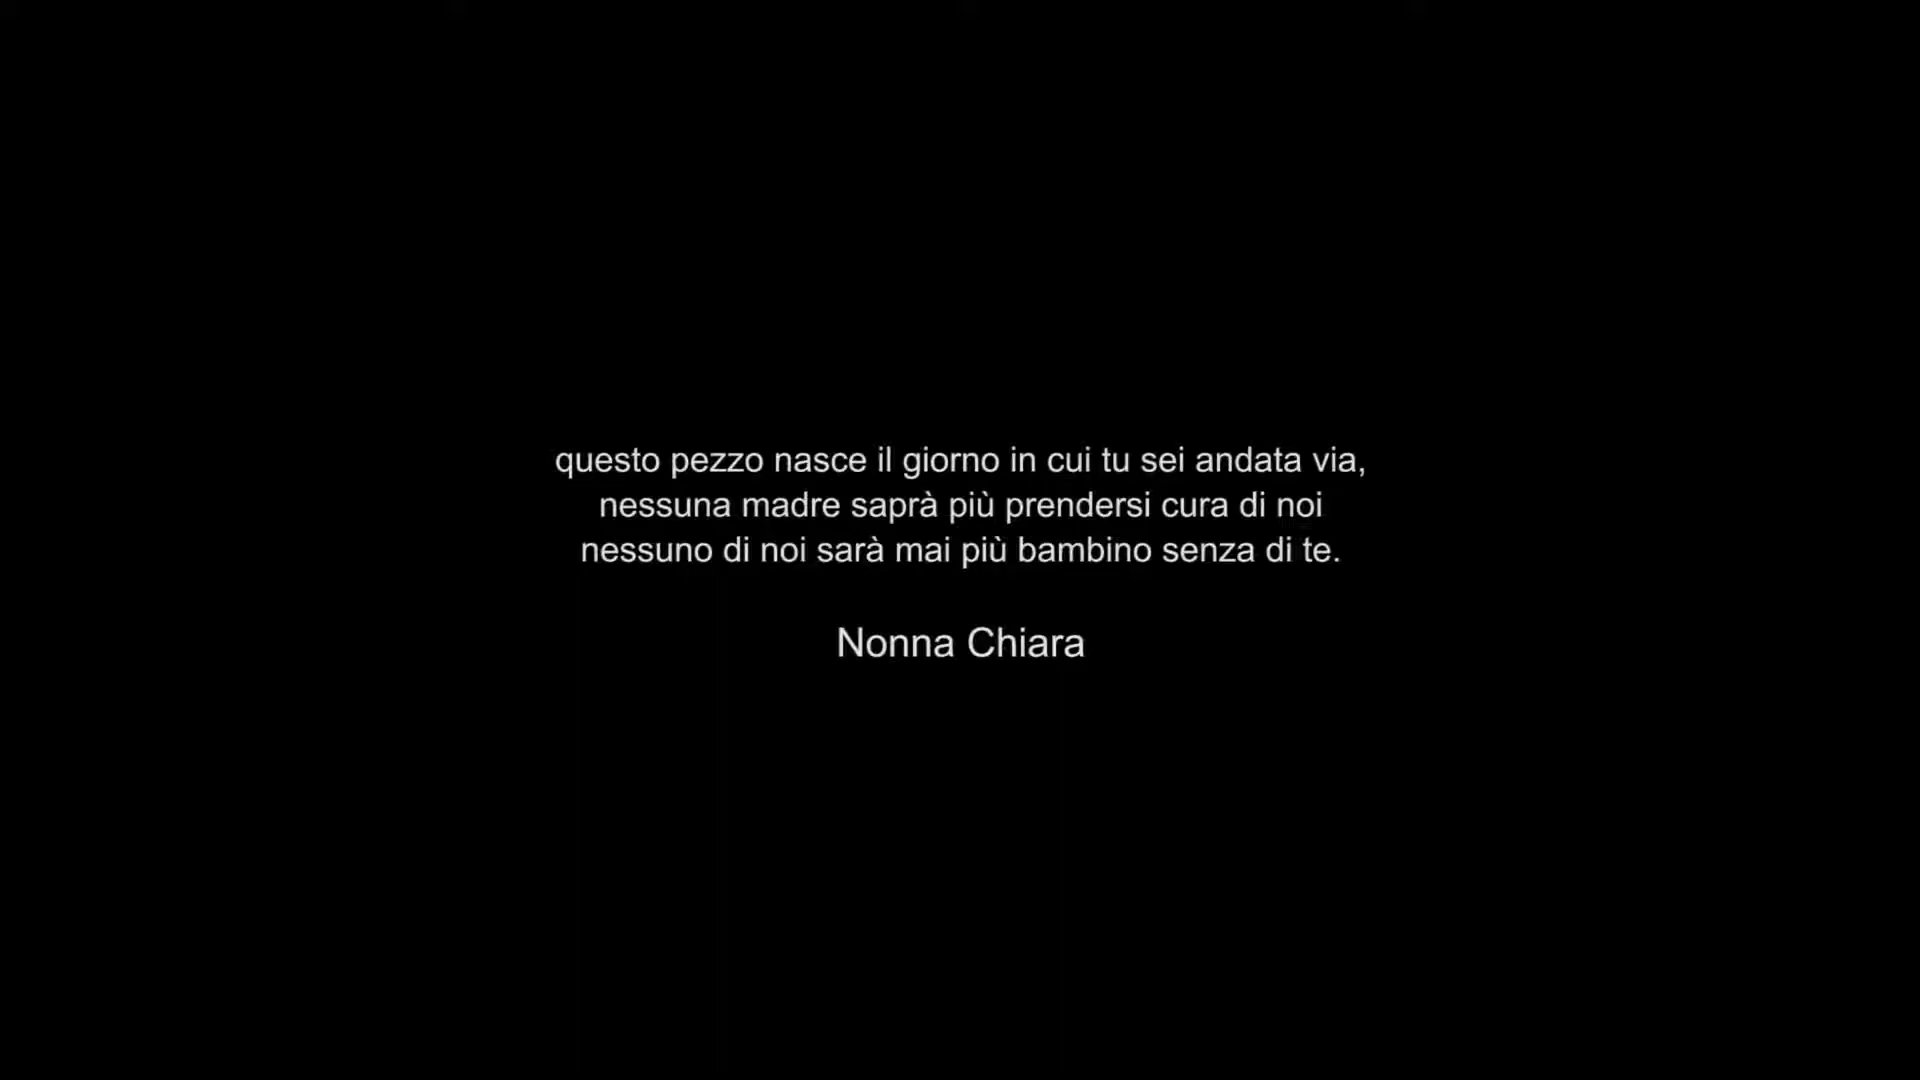 questo pezzo nasce il giorno in cui tu sei andata via,
nessuna madre saprà più prendersi cura di noi
nessuno di noi sarà mai più bambino senza di te.
Nonna Chiara